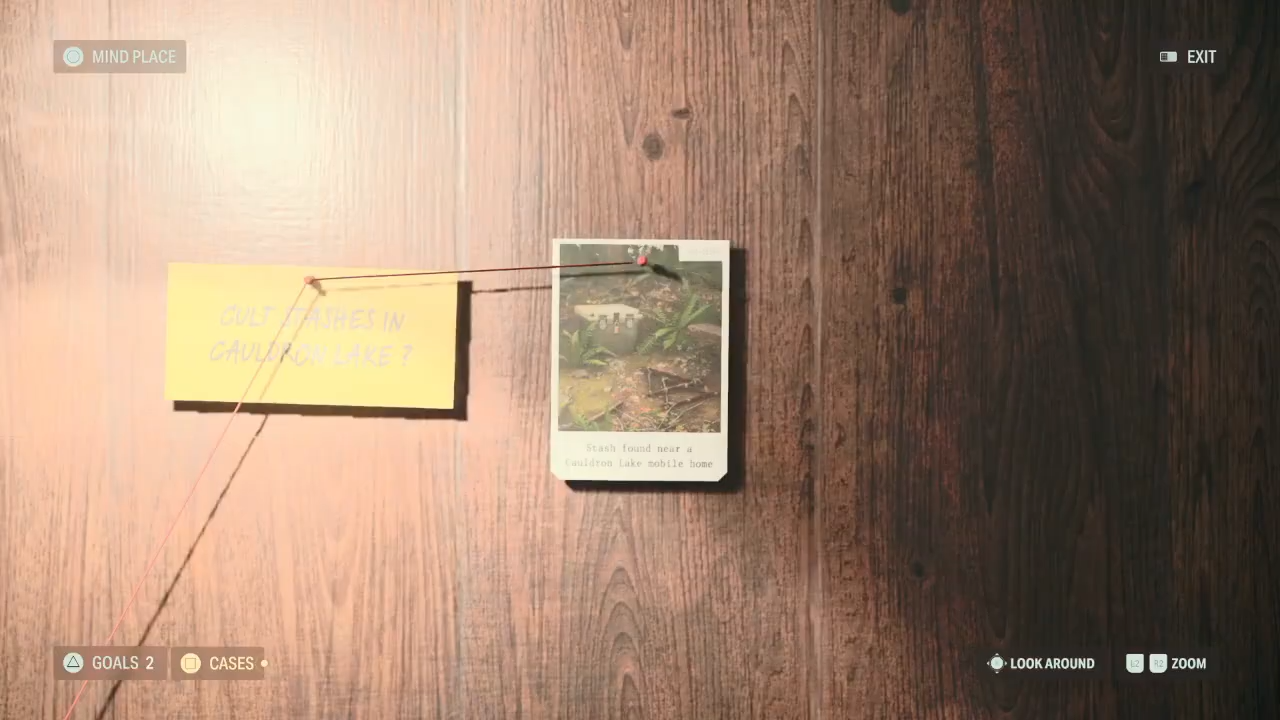 MIND PLACE
EXIT
CULT STASHES IN
CAULDRON LAKE ?
Stash found near a
Cauldron Lake mobile home
GOALS 2
CASES
LOOK AROUND
L2
R2
ZOOM